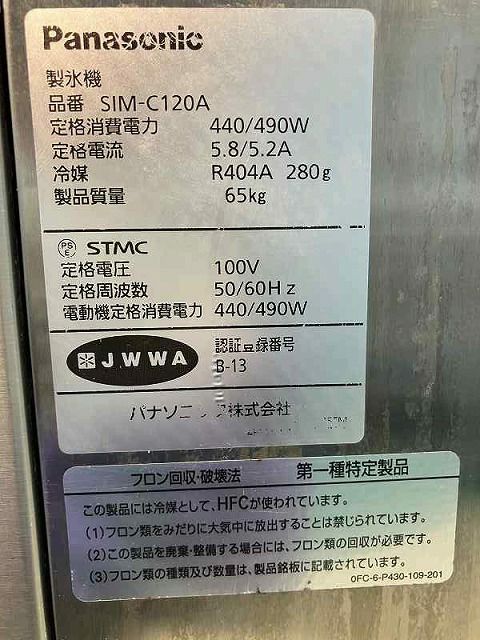 Panasonic
製氷機
品番 SIM-C120A
定格消費電力 440/490W
定格電流 5.8/5.2A
冷媒 R404A 280g
製品質量 65kg
PS E STMC
定格電圧 100V
定格周波数 50/60Hz
電動機定格消費電力 440/490W
JWWA 認証登録番号
B-13
パナソニック株式会社
フロン回収・破壊法 第一種特定製品
この製品には冷媒として、HFCが使われています。
(1)フロン類をみだりに大気中に放出することは禁じられています。
(2)この製品を廃棄・整備する場合には、フロン類の回収が必要です。
(3)フロン類の種類及び数量は、製品銘板に記載されています。
0FC-6-P430-109-201